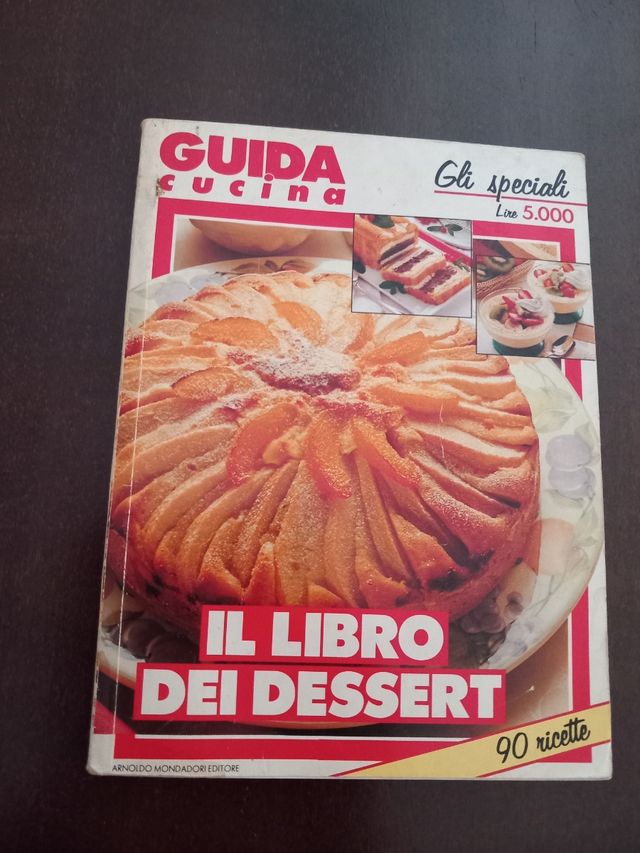 GUIDA
cucina
Gli speciali
Lire 5.000
IL LIBRO
DEI DESSERT
90 ricette
ARNOLDO MONDADORI EDITORE